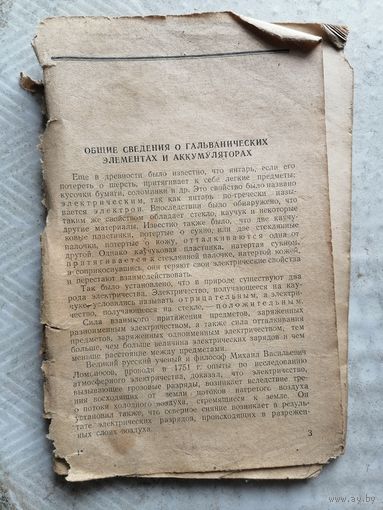 ОБЩИЕ СВЕДЕНИЯ О ГАЛЬВАНИЧЕСКИХ
ЭЛЕМЕНТАХ И АККУМУЛЯТОРАХ
Еще в древности было известно, что янтарь, если его
потереть о шерсть, притягивает к себе легкие предметы:
кусочки бумаги, соломинки и др. Это свойство было названо
электрическим, так как янтарь по-гречески назы-
вается электрон. Впоследствии было обнаружено, что
таким же свойством обладает стекло, каучук и некоторые
другие материалы. Известно также было, что две каучу-
ковые пластинки, потертые о сукно, или две стеклянные
палочки, потертые о кожу, отталкиваются одна от
другой. Однако каучуковая пластинка, натертая сукном,
притягивается к стеклянной палочке, натертой кожей,
а соприкоснувшись, они теряют свои электрические свойства
и перестают взаимодействовать.
Так было установлено, что в природе существуют два
рода электричества. Электричество, получающееся на кау-
чуке, условились называть отрицательным, а электри-
чество, получающееся на стекле, — положительным.
Сила взаимного притяжения предметов, заряженных
разноименным электричеством, а также сила отталкивания
предметов, заряженных одноименным электричеством, тем
больше, чем больше величина электрических зарядов и чем
меньше расстояние между предметами.
Великий русский ученый и философ Михаил Васильевич
Ломоносов, проводя в 1751 г. опыты по исследованию
атмосферного электричества, доказал, что электричество,
вызывающее грозовые разряды, возникает вследствие тре-
ния восходящих от земли потоков нагретого воздуха
о потоки холодного воздуха, стремящиеся к земле. Он
установил также, что северное сияние возникает в резуль-
тате электрических разрядов, происходящих в разрежен-
ных слоях воздуха.
3
www.ay.by